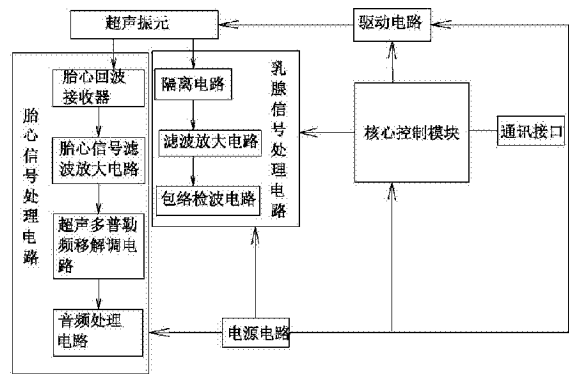 超声振元
驱动电路
胎心回波
接收器
胎心信号滤
波放大电路
超声多普勒
频移解调电
路
音频处理
电路
胎心信号处理电路
隔离电路
滤波放大电路
包络检波电路
乳腺信号处理电路
核心控制模块
通讯接口
电源电路